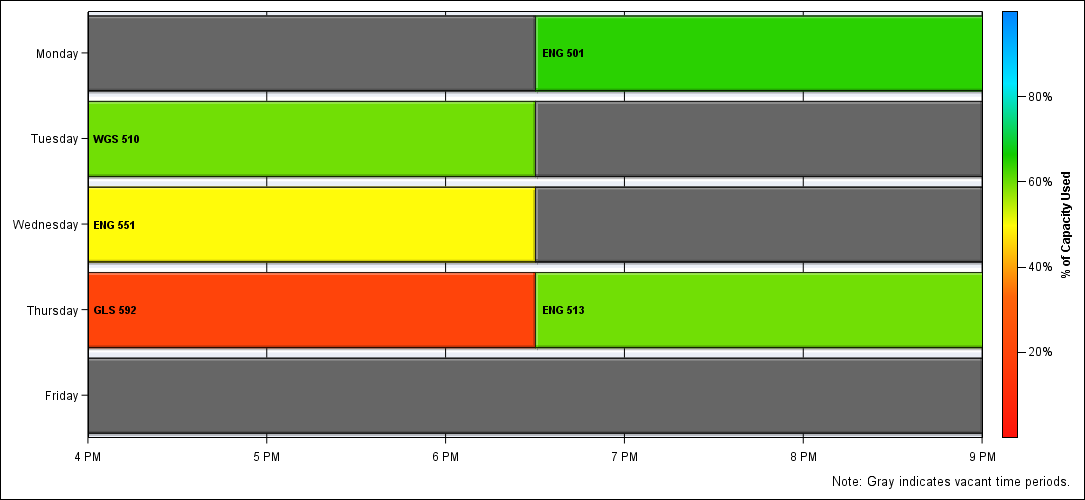 Monday
ENG 501
80%
Tuesday
WGS 510
60%
Wednesday
ENG 551
% of Capacity Used
40%
Thursday
GLS 592
ENG 513
20%
Friday
4 PM 5 PM 6 PM 7 PM 8 PM 9 PM
Note: Gray indicates vacant time periods.